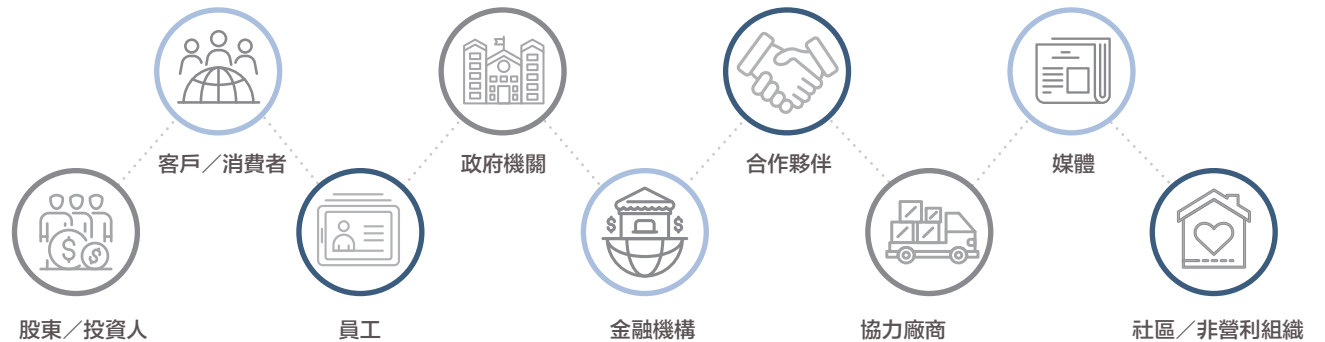 客戶／消費者
政府機關
合作夥伴
媒體
股東／投資人
員工
金融機構
協力廠商
社區／非營利組織